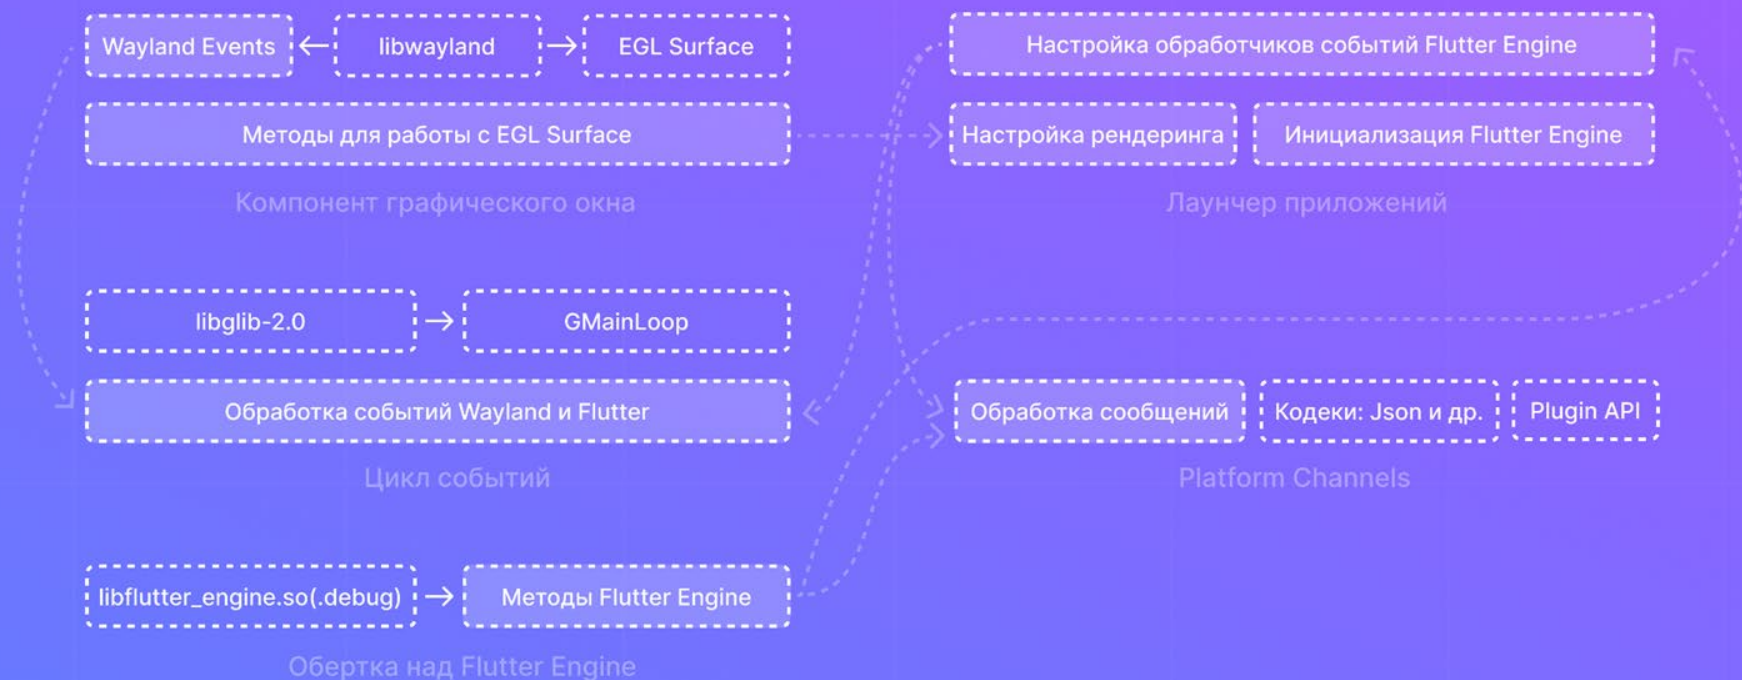 Wayland Events
libwayland
EGL Surface
Методы для работы с EGL Surface
Компонент графического окна
Настройка обработчиков событий Flutter Engine
Настройка рендеринга
Инициализация Flutter Engine
Лаунчер приложений
libglib-2.0
GMainLoop
Обработка событий Wayland и Flutter
Цикл событий
Обработка сообщений
Кодеки: Json и др.
Plugin API
Platform Channels
libflutter_engine.so(.debug)
Методы Flutter Engine
Обертка над Flutter Engine